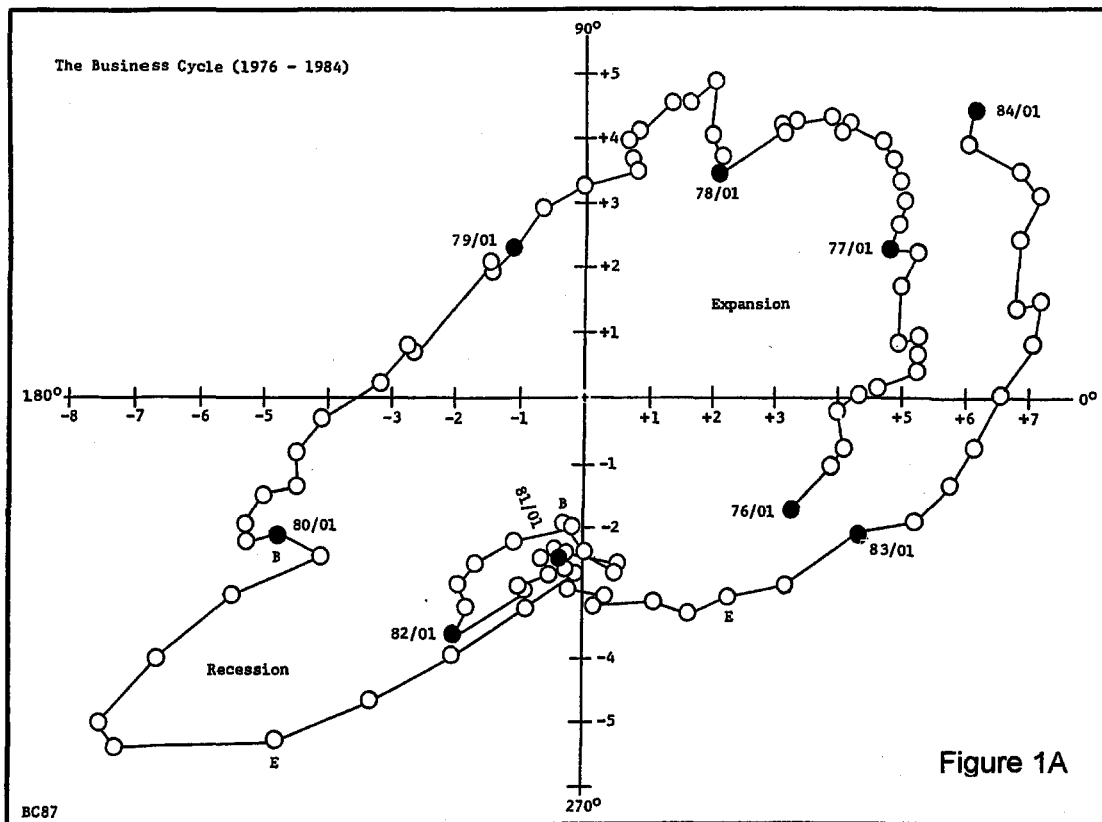 90°
The Business Cycle (1976 - 1984)
+5
84/01
+4
78/01
+3
79/01
77/01
+2
Expansion
+1
180°
-8 -7 -6 -5 -3 -2 -1 +1 +2 +3 +4 +5 +6 +7
0°
-1
81/01
B
80/01
76/01
-2
B
83/01
E
82/01
-4
Recession
-5
E
Figure 1A
270°
BC87